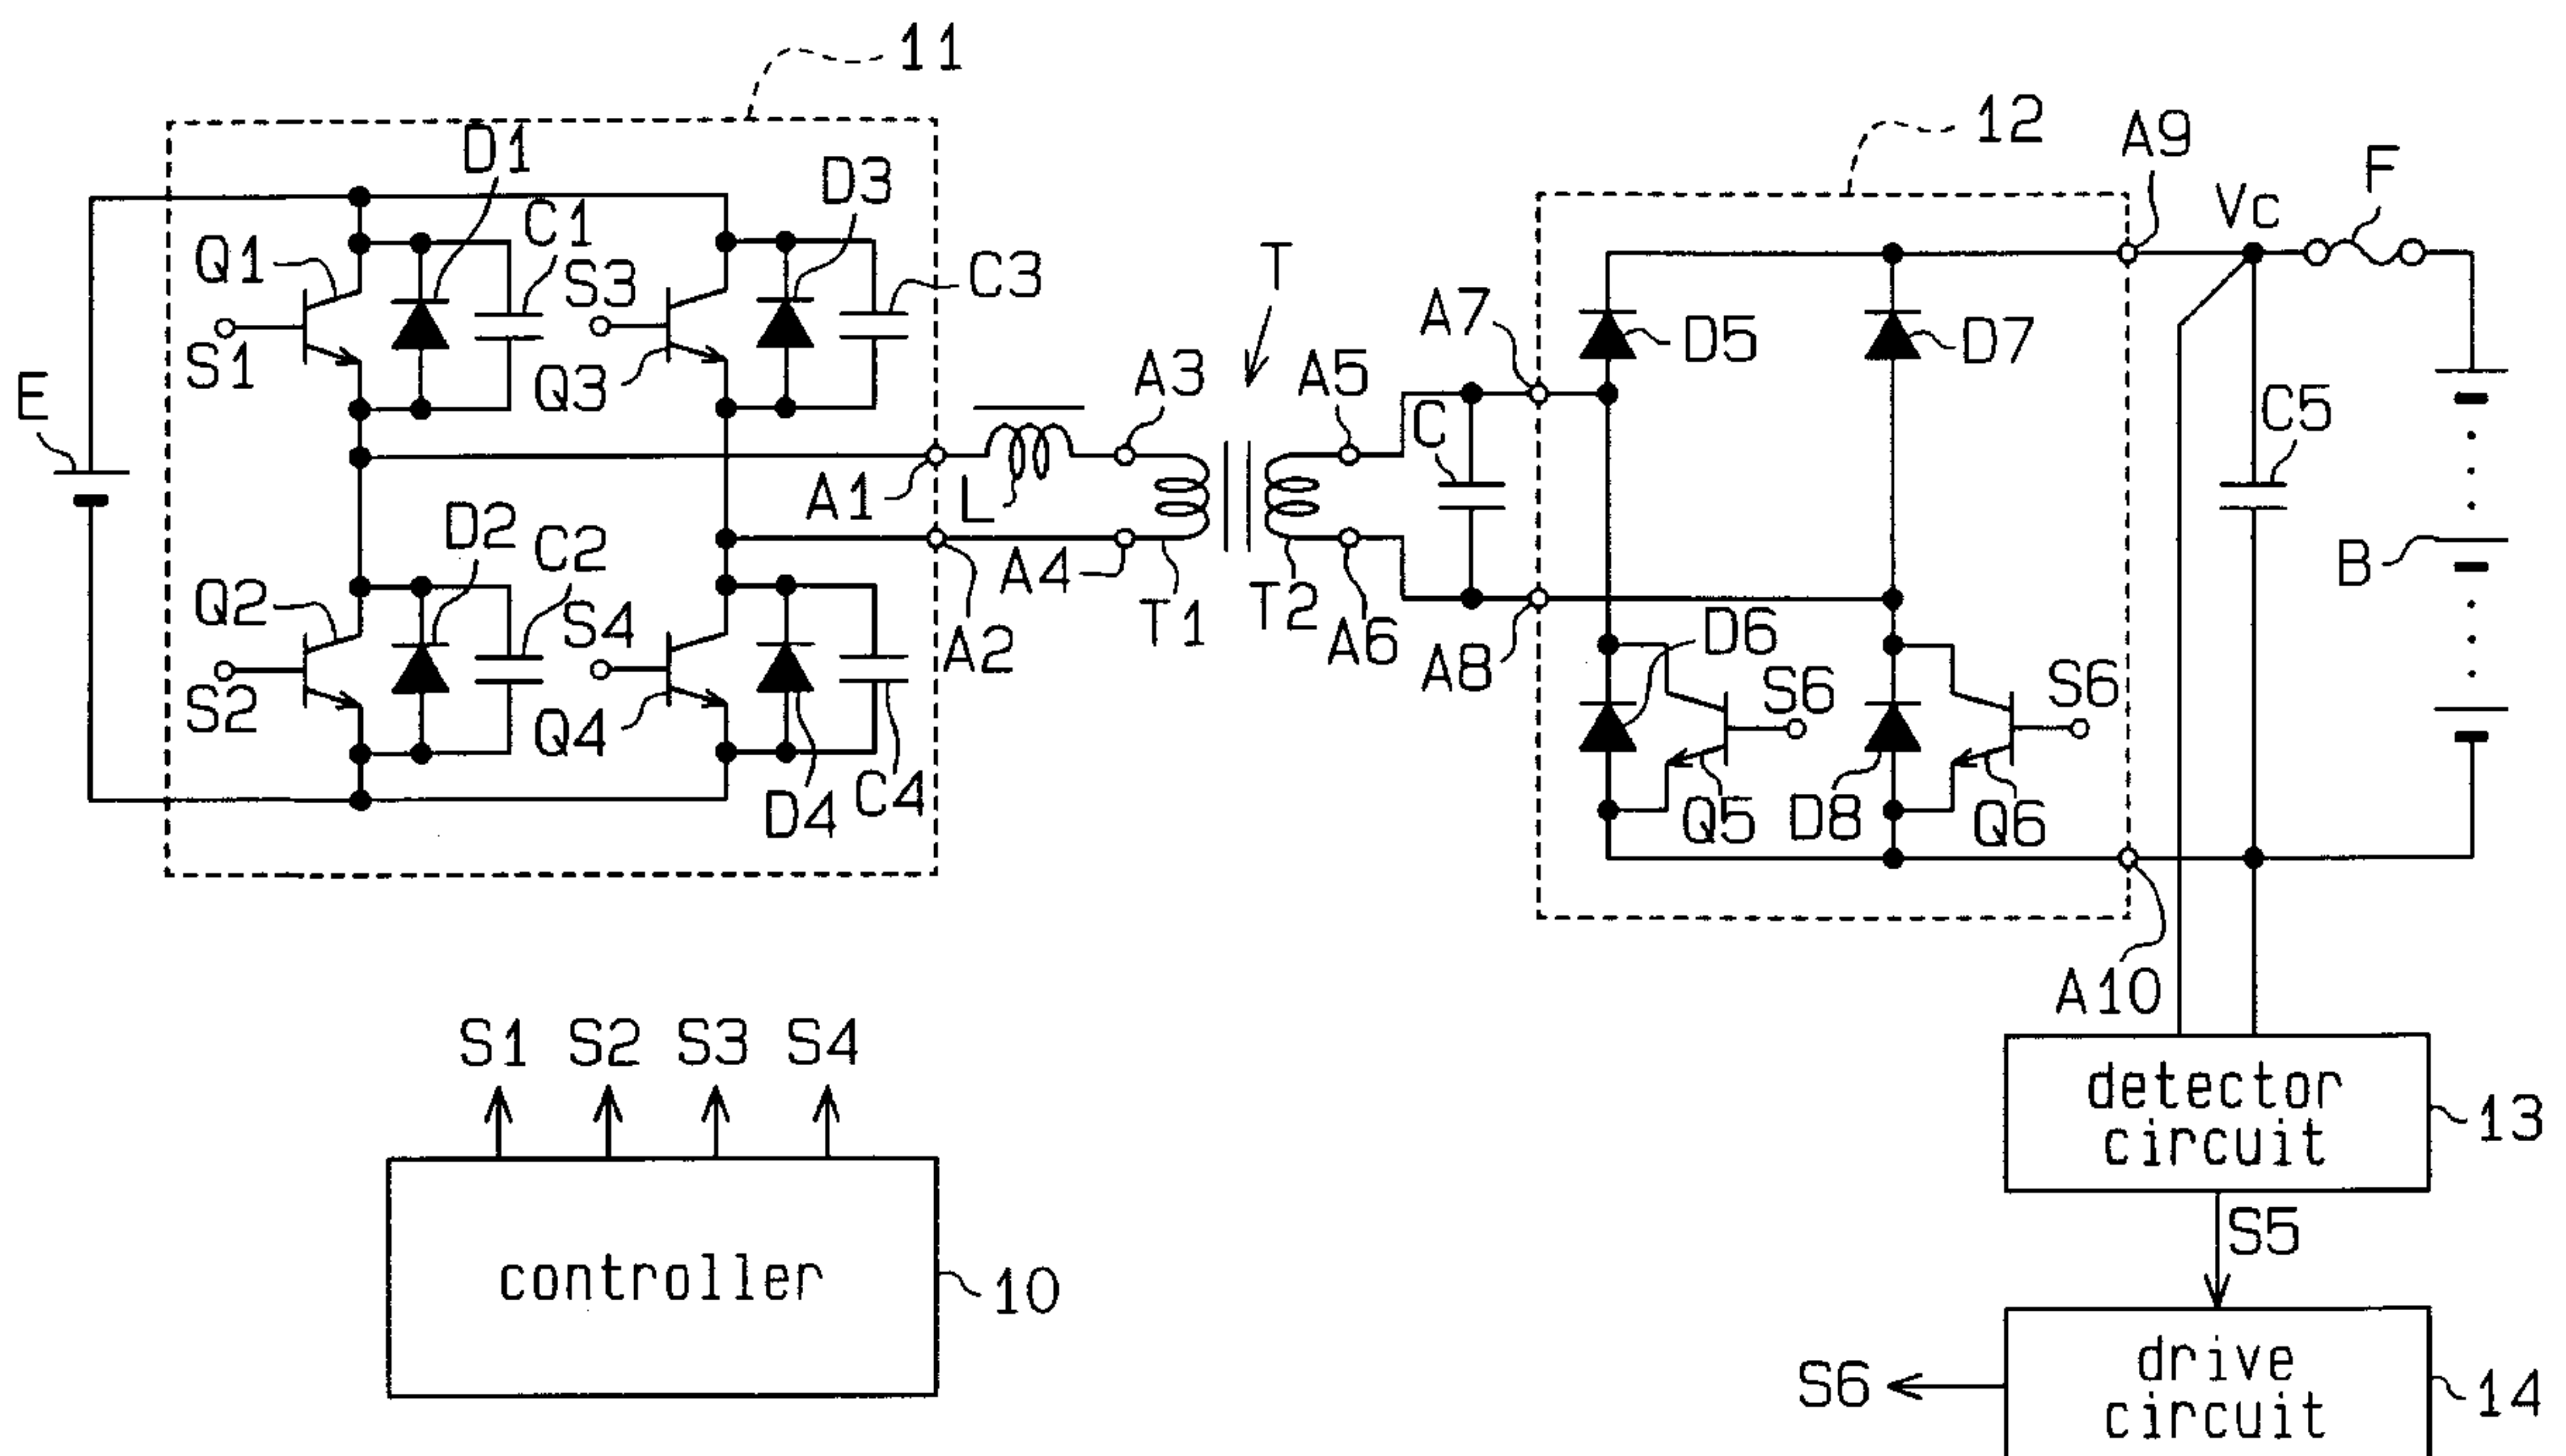 11
12
A9
D1
D3
Vc
F
C1
Q1
S3
C3
T
A7
D5
D7
S1
Q3
A3
A5
E
C
C5
A1
L
D2
C2
A4
T1
T2
A6
B
Q2
S4
A2
A8
D6
S6
S6
S2
Q4
D4
C4
Q5
D8
Q6
A10
S1 S2 S3 S4
detector
circuit
13
controller
10
S5
drive
circuit
14
S6